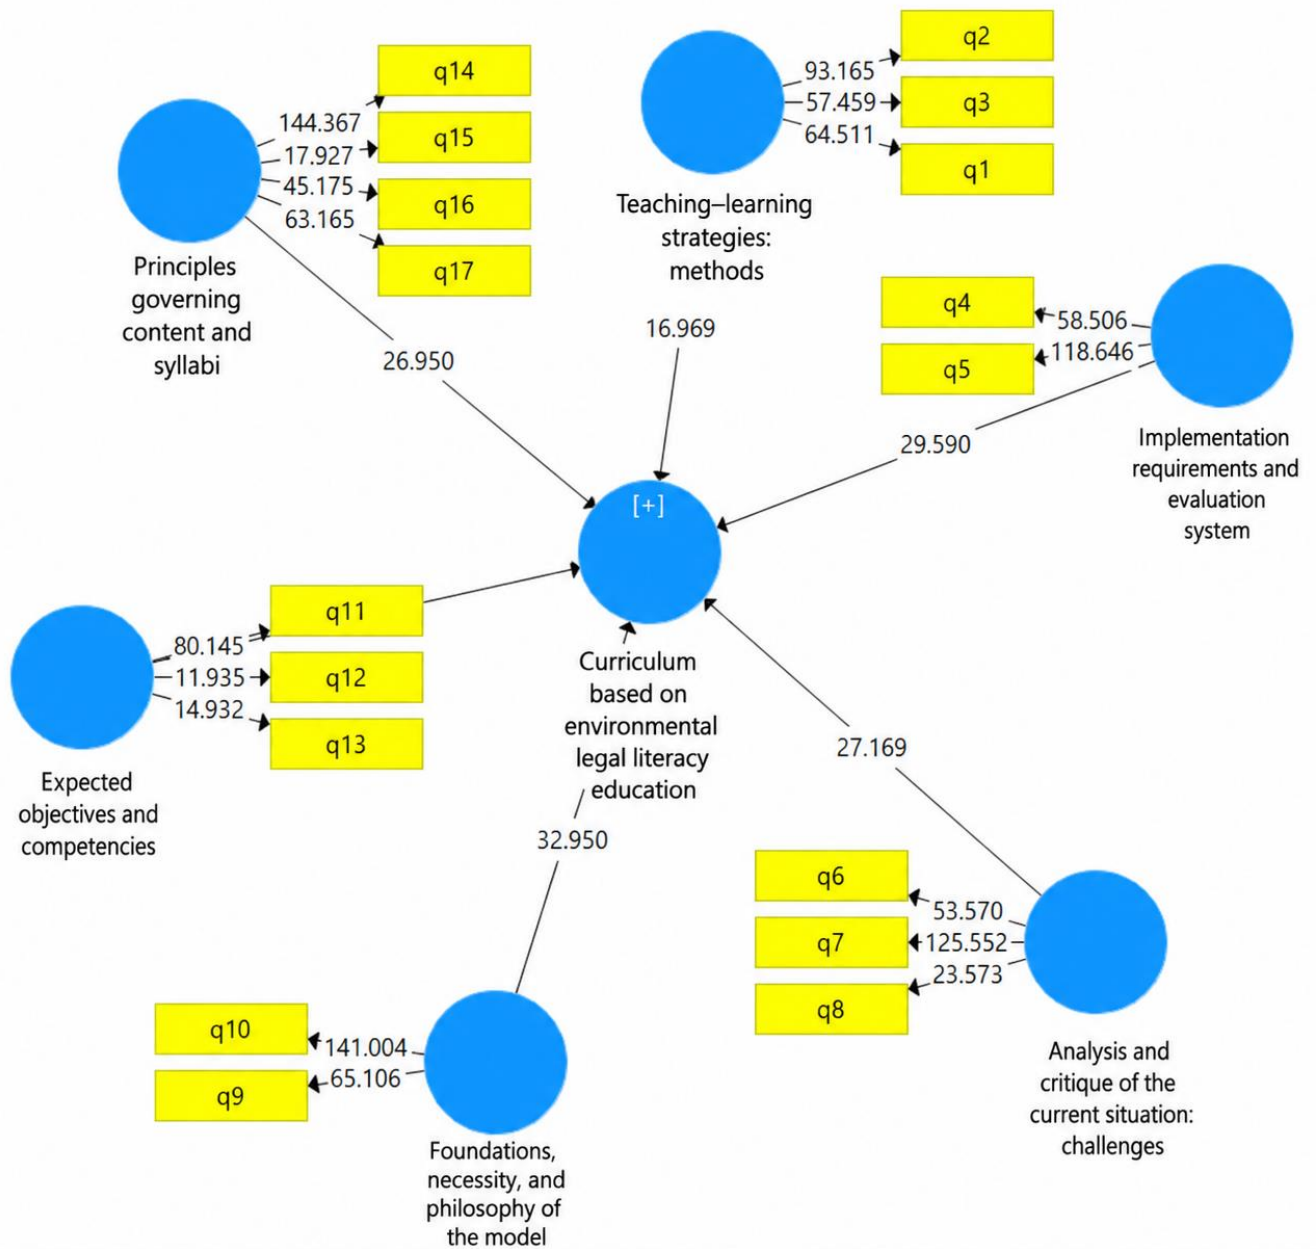 q14
144.367
q15
17.927
q16
45.175
q17
63.165
Principles
governing
content and
syllabi
26.950
q2
93.165
q3
57.459
q1
64.511
Teaching–learning
strategies:
methods
16.969
q4
58.506
q5
118.646
29.590
Implementation
requirements and
evaluation
system
[+]
Curriculum
based on
environmental
legal literacy
education
q11
80.145
q12
11.935
q13
14.932
Expected
objectives and
competencies
27.169
32.950
q6
53.570
q7
125.552
q8
23.573
Analysis and
critique of the
current situation:
challenges
q10
141.004
q9
65.106
Foundations,
necessity, and
philosophy of
the model